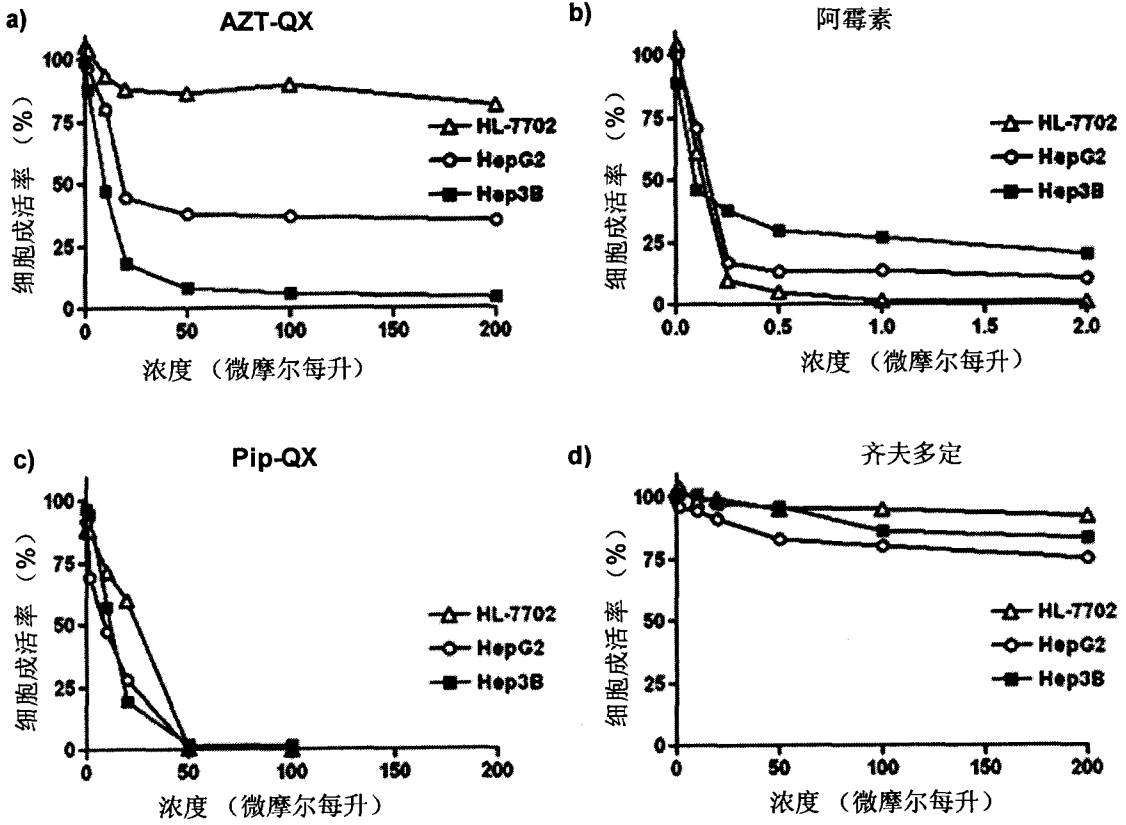 a)
AZT-QX
100
75
50
25
0
0
50
100
150
200
细胞成活率 (%)
浓度 (微摩尔每升)
HL-7702
HepG2
Hep3B
b)
阿霉素
100
75
50
25
0
0.0
0.5
1.0
1.5
2.0
细胞成活率 (%)
浓度 (微摩尔每升)
HL-7702
HepG2
Hep3B
c)
Pip-QX
100
75
50
25
0
0
50
100
150
200
细胞成活率 (%)
浓度 (微摩尔每升)
HL-7702
HepG2
Hep3B
d)
齐夫多定
100
75
50
25
0
0
50
100
150
200
细胞成活率 (%)
浓度 (微摩尔每升)
HL-7702
HepG2
Hep3B